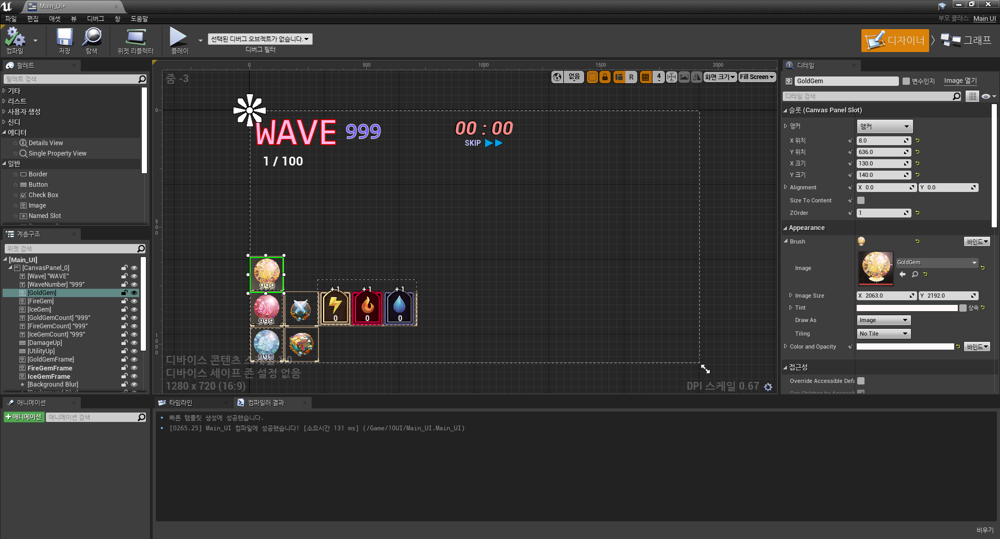 Main_UI*
파일 편집 애셋 뷰 디버그 창 도움말
부모 클래스: Main UI
컴파일 저장 탐색 위젯 리플렉터 플레이
선택된 디버그 오브젝트가 없습니다.
디버그 필터
디자이너
그래프
팔레트
팔레트 검색
기타
리스트
사용자 생성
신디
에디터
Details View
Single Property View
일반
Border
Button
Check Box
Image
Named Slot
계층구조
위젯 검색
[Main_UI]
[CanvasPanel_0]
[Wave] "WAVE"
[WaveNumber] "999"
[GoldGem]
[FireGem]
[IceGem]
[GoldGemCount] "999"
[FireGemCount] "999"
[IceGemCount] "999"
[DamageUp]
[UtilityUp]
[GoldGemFrame]
FireGemFrame
IceGemFrame
[Background Blur]
[Background Blur]
애니메이션
+애니메이션
애니메이션 검색
0 500 1000 1500 2000
줌 -3
없음
R
4
화면 크기
Fill Screen
0
500
1000
WAVE 999
00 : 00
SKIP
1 / 100
999
999
999
+1 +1 +1
0 0 0
디바이스 콘텐츠 스케일 1.0
디바이스 세이프 존 설정 없음
1280 x 720 (16:9)
DPI 스케일 0.67
타임라인
컴파일러 결과
빠른 템플릿 생성에 성공했습니다.
[0265.25] Main_UI 컴파일에 성공했습니다! [소요시간 131 ms] (/Game/10UI/Main_UI.Main_UI)
비우기
디테일
GoldGem
변수인지
Image 열기
디테일 검색
슬롯 (Canvas Panel Slot)
앵커 앵커
X 위치 8.0
Y 위치 636.0
X 크기 130.0
Y 크기 140.0
Alignment X 0.0 Y 0.0
Size To Content
ZOrder 1
Appearance
Brush 바인드
Image GoldGem
Image Size X 2063.0 Y 2192.0
Tint 상속
Draw As Image
Tiling No Tile
Color and Opacity 바인드
접근성
Override Accessible Defa
Can Children be Accessib